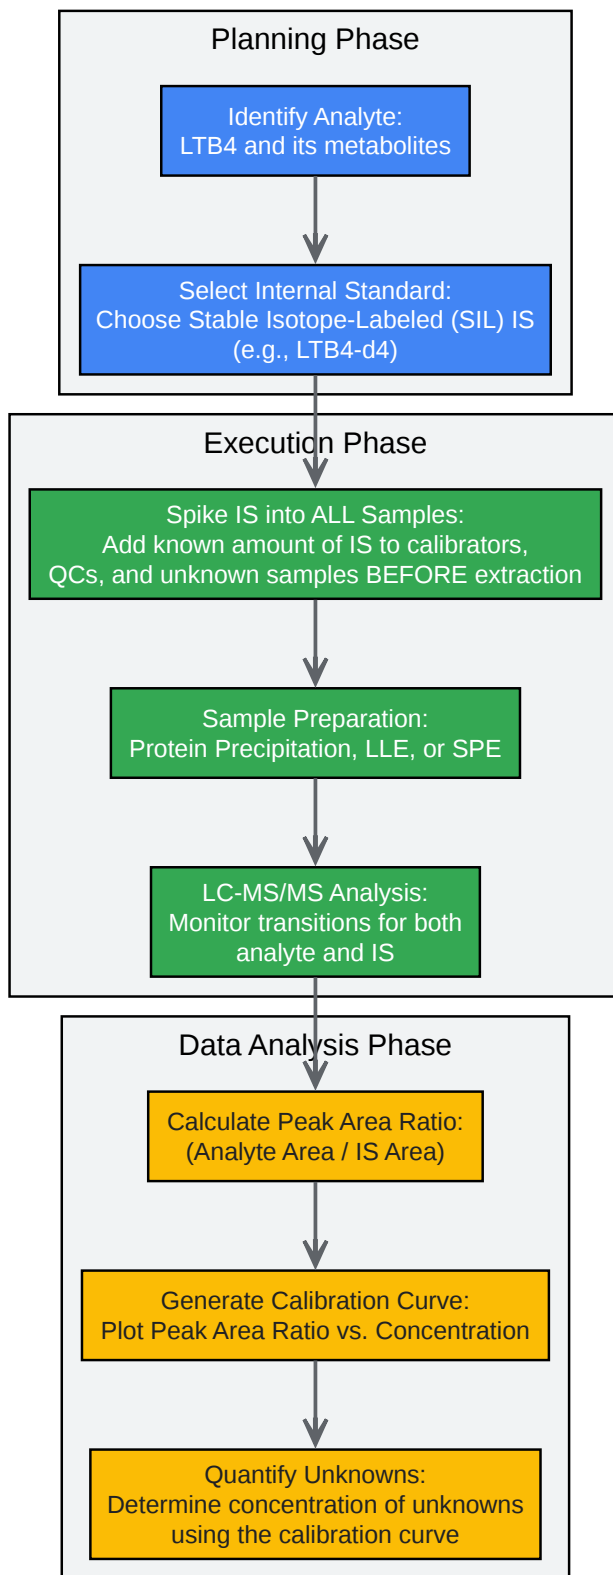 Planning Phase
Identify Analyte:
LTB4 and its metabolites
Select Internal Standard:
Choose Stable Isotope-Labeled (SIL) IS
(e.g., LTB4-d4)
Execution Phase
Spike IS into ALL Samples:
Add known amount of IS to calibrators,
QCs, and unknown samples BEFORE extraction
Sample Preparation:
Protein Precipitation, LLE, or SPE
LC-MS/MS Analysis:
Monitor transitions for both
analyte and IS
Data Analysis Phase
Calculate Peak Area Ratio:
(Analyte Area / IS Area)
Generate Calibration Curve:
Plot Peak Area Ratio vs. Concentration
Quantify Unknowns:
Determine concentration of unknowns
using the calibration curve